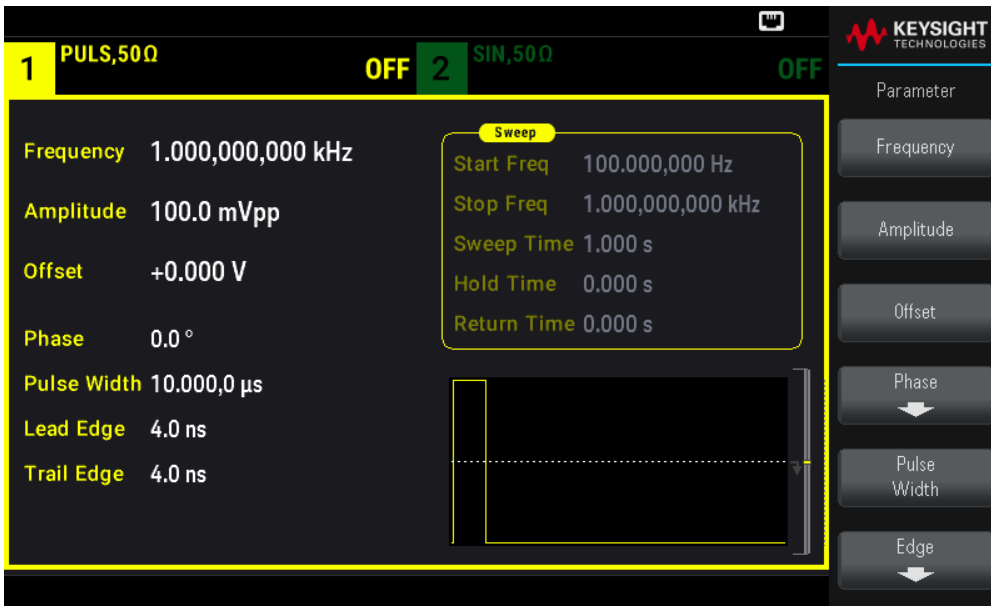 KEYSIGHT
TECHNOLOGIES
1 PULS,50Ω OFF
2 SIN,50Ω OFF
Frequency 1.000,000,000 kHz
Amplitude 100.0 mVpp
Offset +0.000 V
Phase 0.0 °
Pulse Width 10.000,0 µs
Lead Edge 4.0 ns
Trail Edge 4.0 ns
Sweep
Start Freq 100.000,000 Hz
Stop Freq 1.000,000,000 kHz
Sweep Time 1.000 s
Hold Time 0.000 s
Return Time 0.000 s
Parameter
Frequency
Amplitude
Offset
Phase
Pulse
Width
Edge